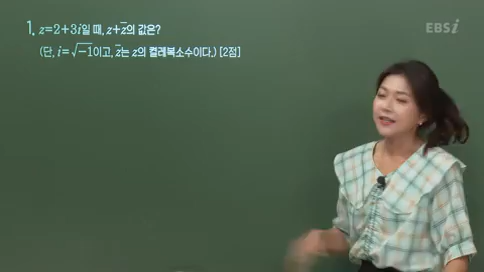 EBSi
1. z=2+3i일 때, z+z̅의 값은?
(단, i=√-1이고, z̅는 z의 켤레복소수이다.) [2점]